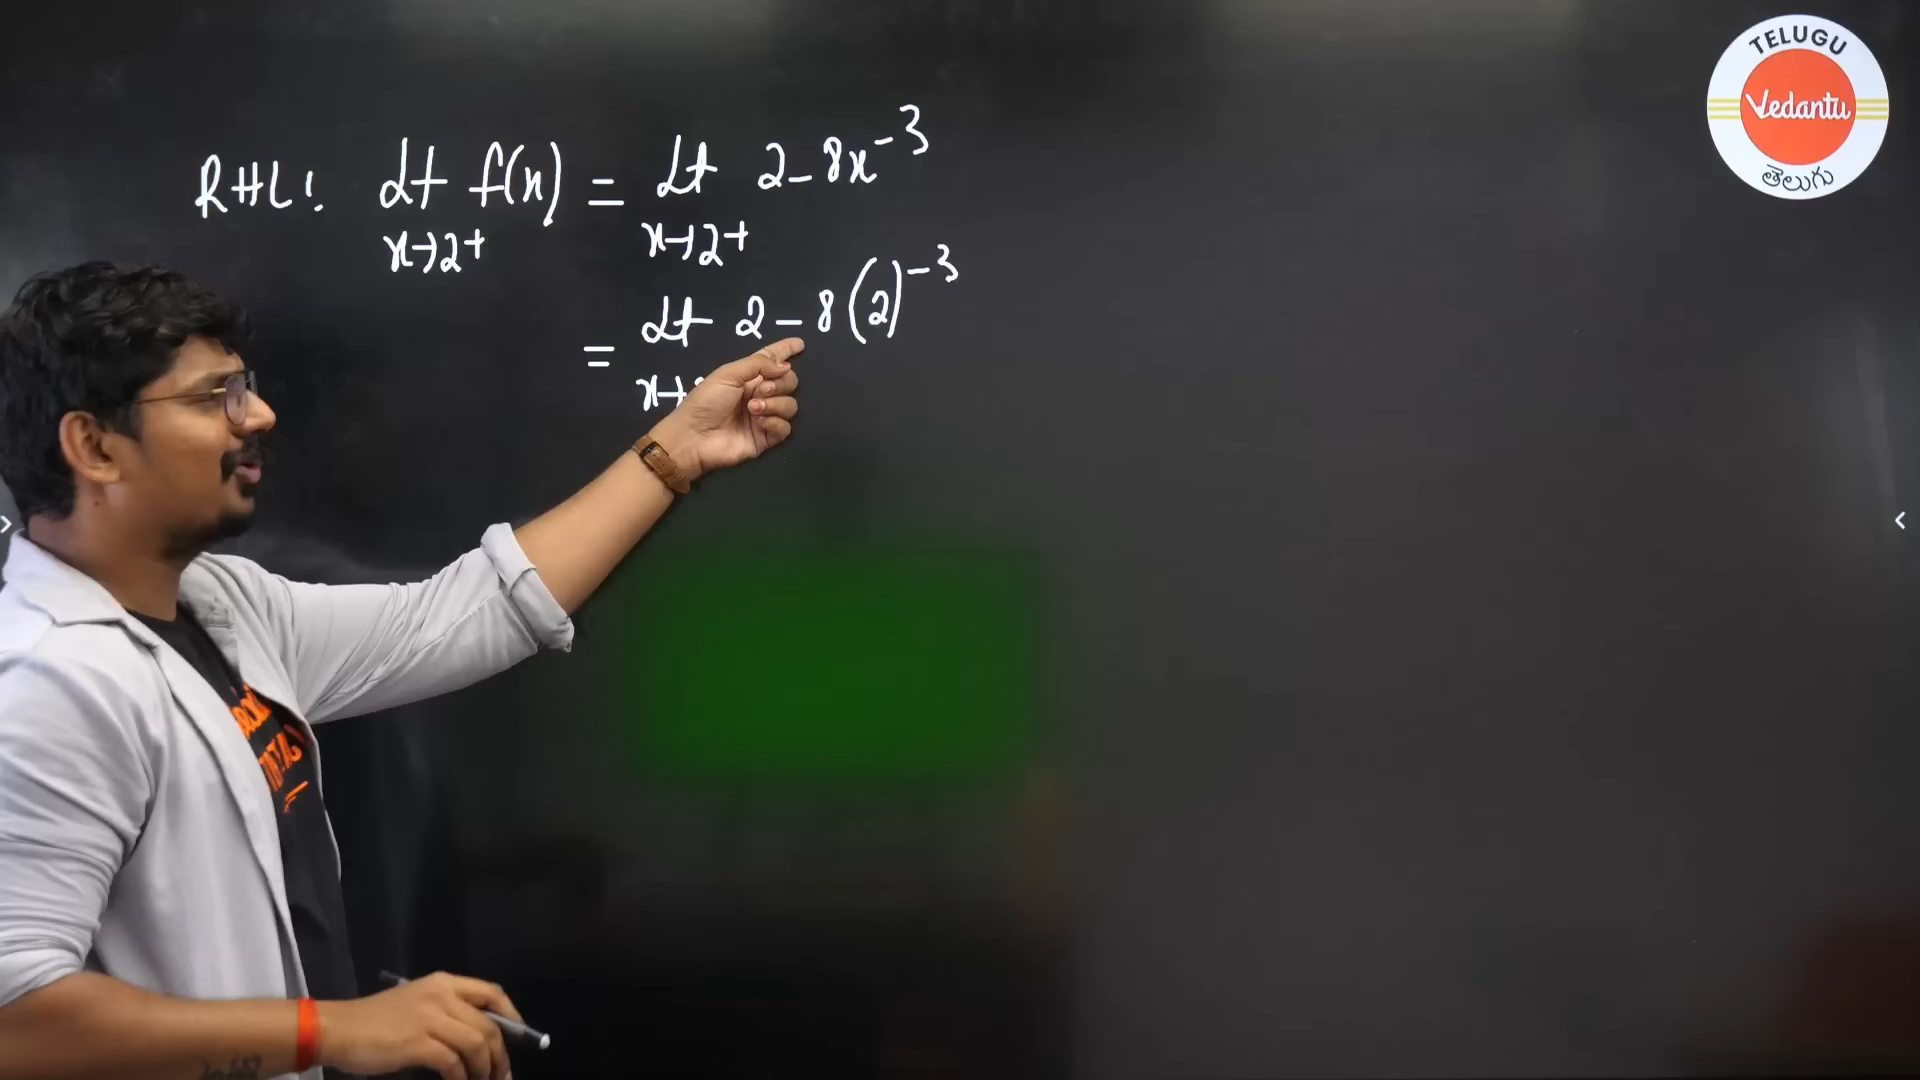 RHL: Lt f(x) = Lt 2-8x⁻³
x→2+ x→2+
= Lt 2-8(2)⁻³
x→
TELUGU
Vedantu
తెలుగు